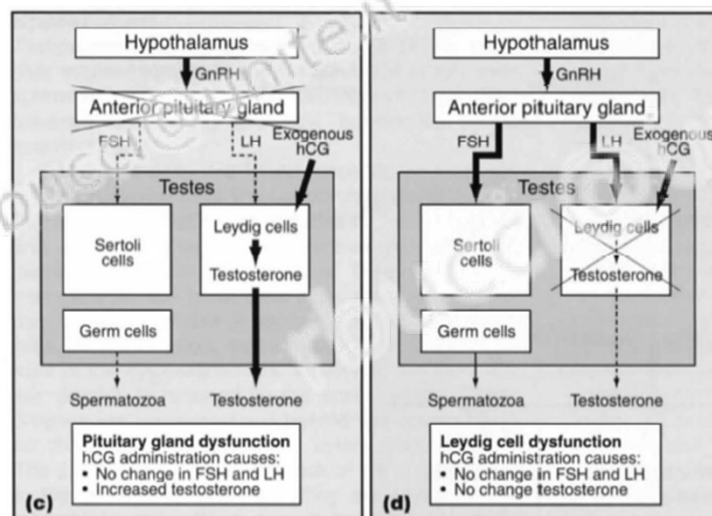 Hypothalamus
GnRH
Anterior pituitary gland
FSH
LH
Exogenous
hCG
Testes
Sertoli
cells
Leydig cells
Testosterone
Germ cells
Spermatozoa
Testosterone
Pituitary gland dysfunction
hCG administration causes:
• No change in FSH and LH
• Increased testosterone
(c)
Hypothalamus
GnRH
Anterior pituitary gland
FSH
LH
Exogenous
hCG
Testes
Sertoli
cells
Leydig cells
Testosterone
Germ cells
Spermatozoa
Testosterone
Leydig cell dysfunction
hCG administration causes:
• No change in FSH and LH
• No change testosterone
(d)